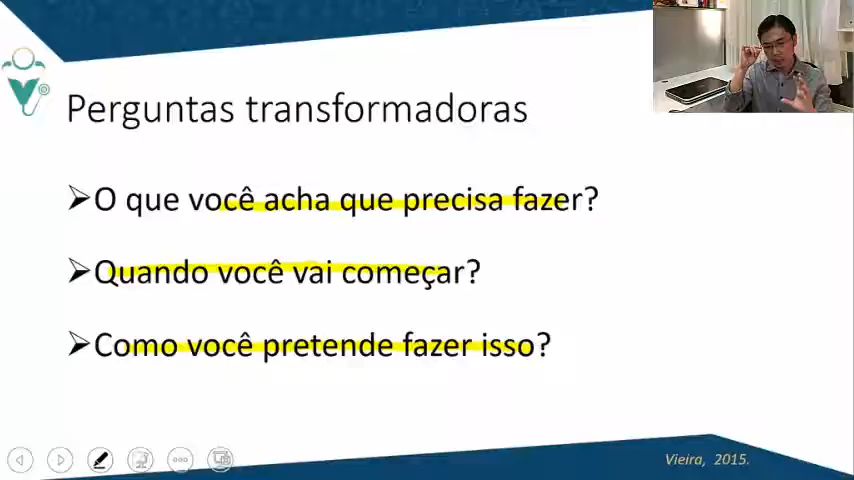 Perguntas transformadoras
➢O que você acha que precisa fazer?
➢Quando você vai começar?
➢Como você pretende fazer isso?
Vieira, 2015.